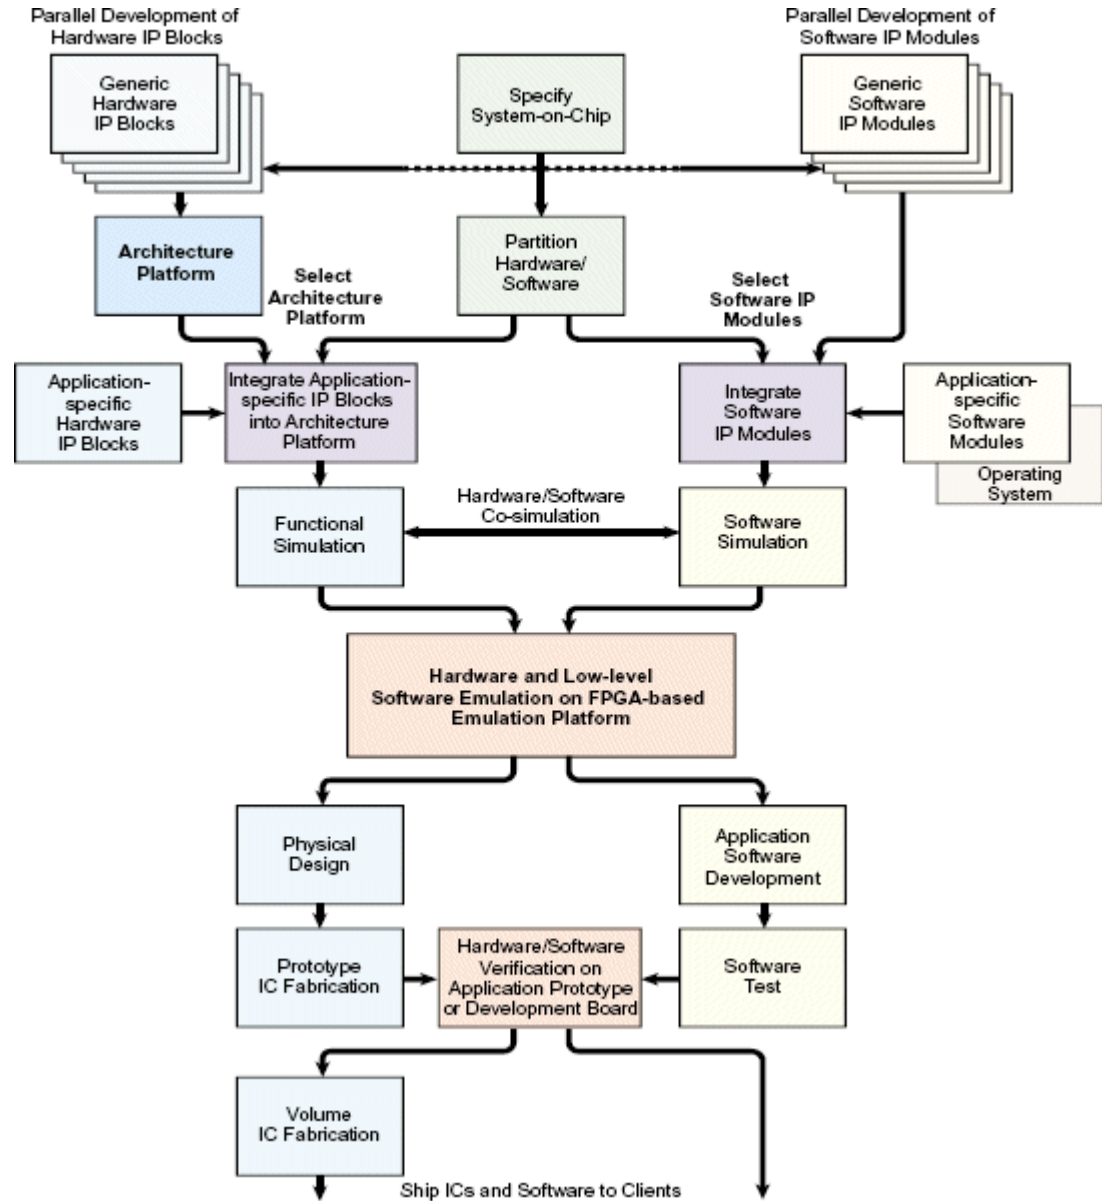 Parallel Development of
Hardware IP Blocks
Parallel Development of
Software IP Modules
Generic
Hardware
IP Blocks
Specify
System-on-Chip
Generic
Software
IP Modules
Architecture
Platform
Select
Architecture
Platform
Partition
Hardware/
Software
Select
Software IP
Modules
Application-
specific
Hardware
IP Blocks
Integrate Application-
specific IP Blocks
into Architecture
Platform
Integrate
Software
IP Modules
Application-
specific
Software
Modules
Operating
System
Functional
Simulation
Hardware/Software
Co-simulation
Software
Simulation
Hardware and Low-level
Software Emulation on FPGA-based
Emulation Platform
Physical
Design
Application
Software
Development
Prototype
IC Fabrication
Hardware/Software
Verification on
Application Prototype
or Development Board
Software
Test
Volume
IC Fabrication
Ship ICs and Software to Clients